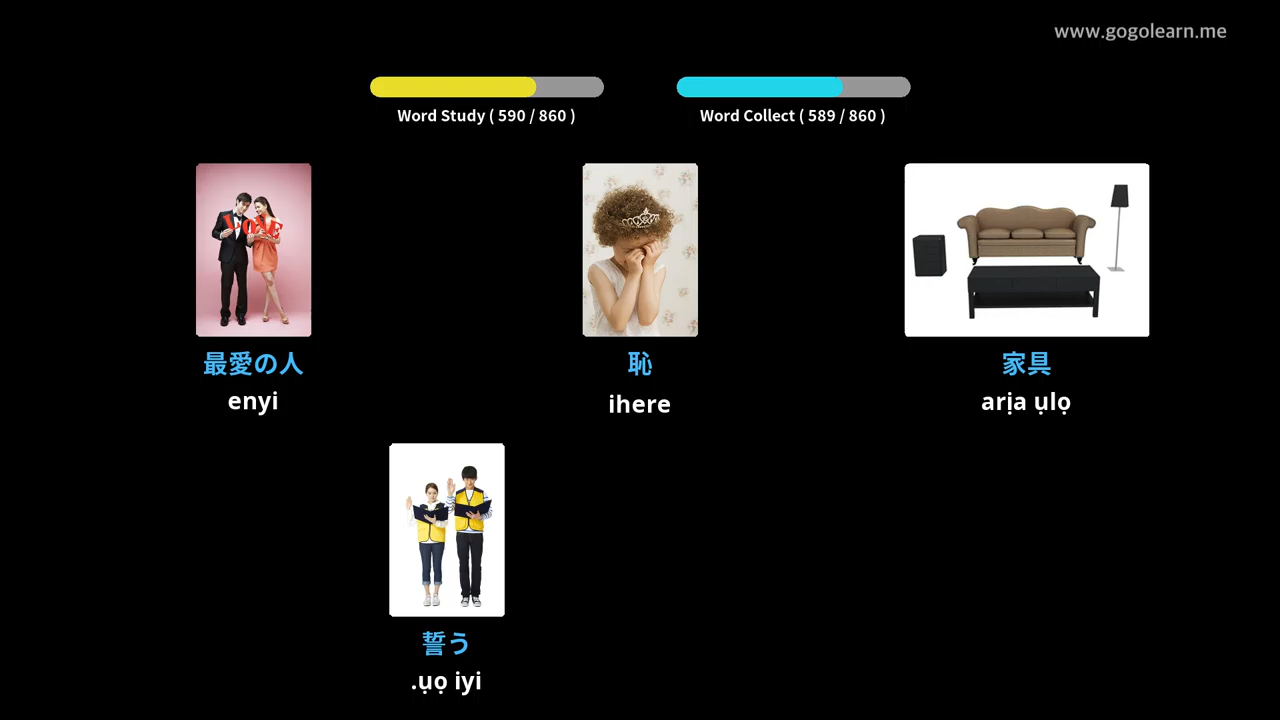 www.gogolearn.me
Word Study ( 590 / 860 )
Word Collect ( 589 / 860 )
最愛の人
enyi
恥
ihere
家具
arịa ụlọ
誓う
.ụọ iyi